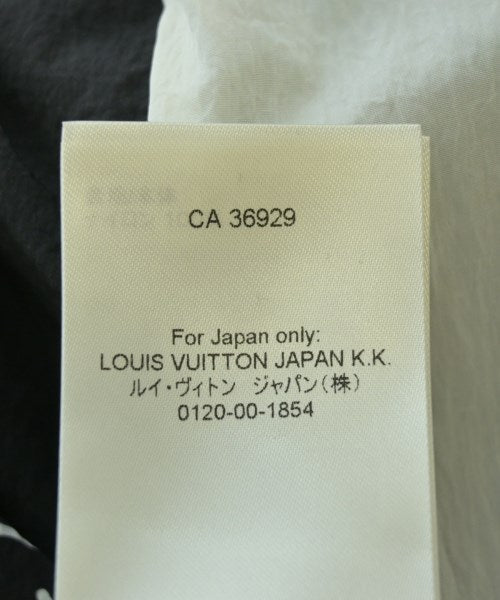 CA 36929
For Japan only:
LOUIS VUITTON JAPAN K.K.
ルイ・ヴィトン ジャパン(株)
0120-00-1854